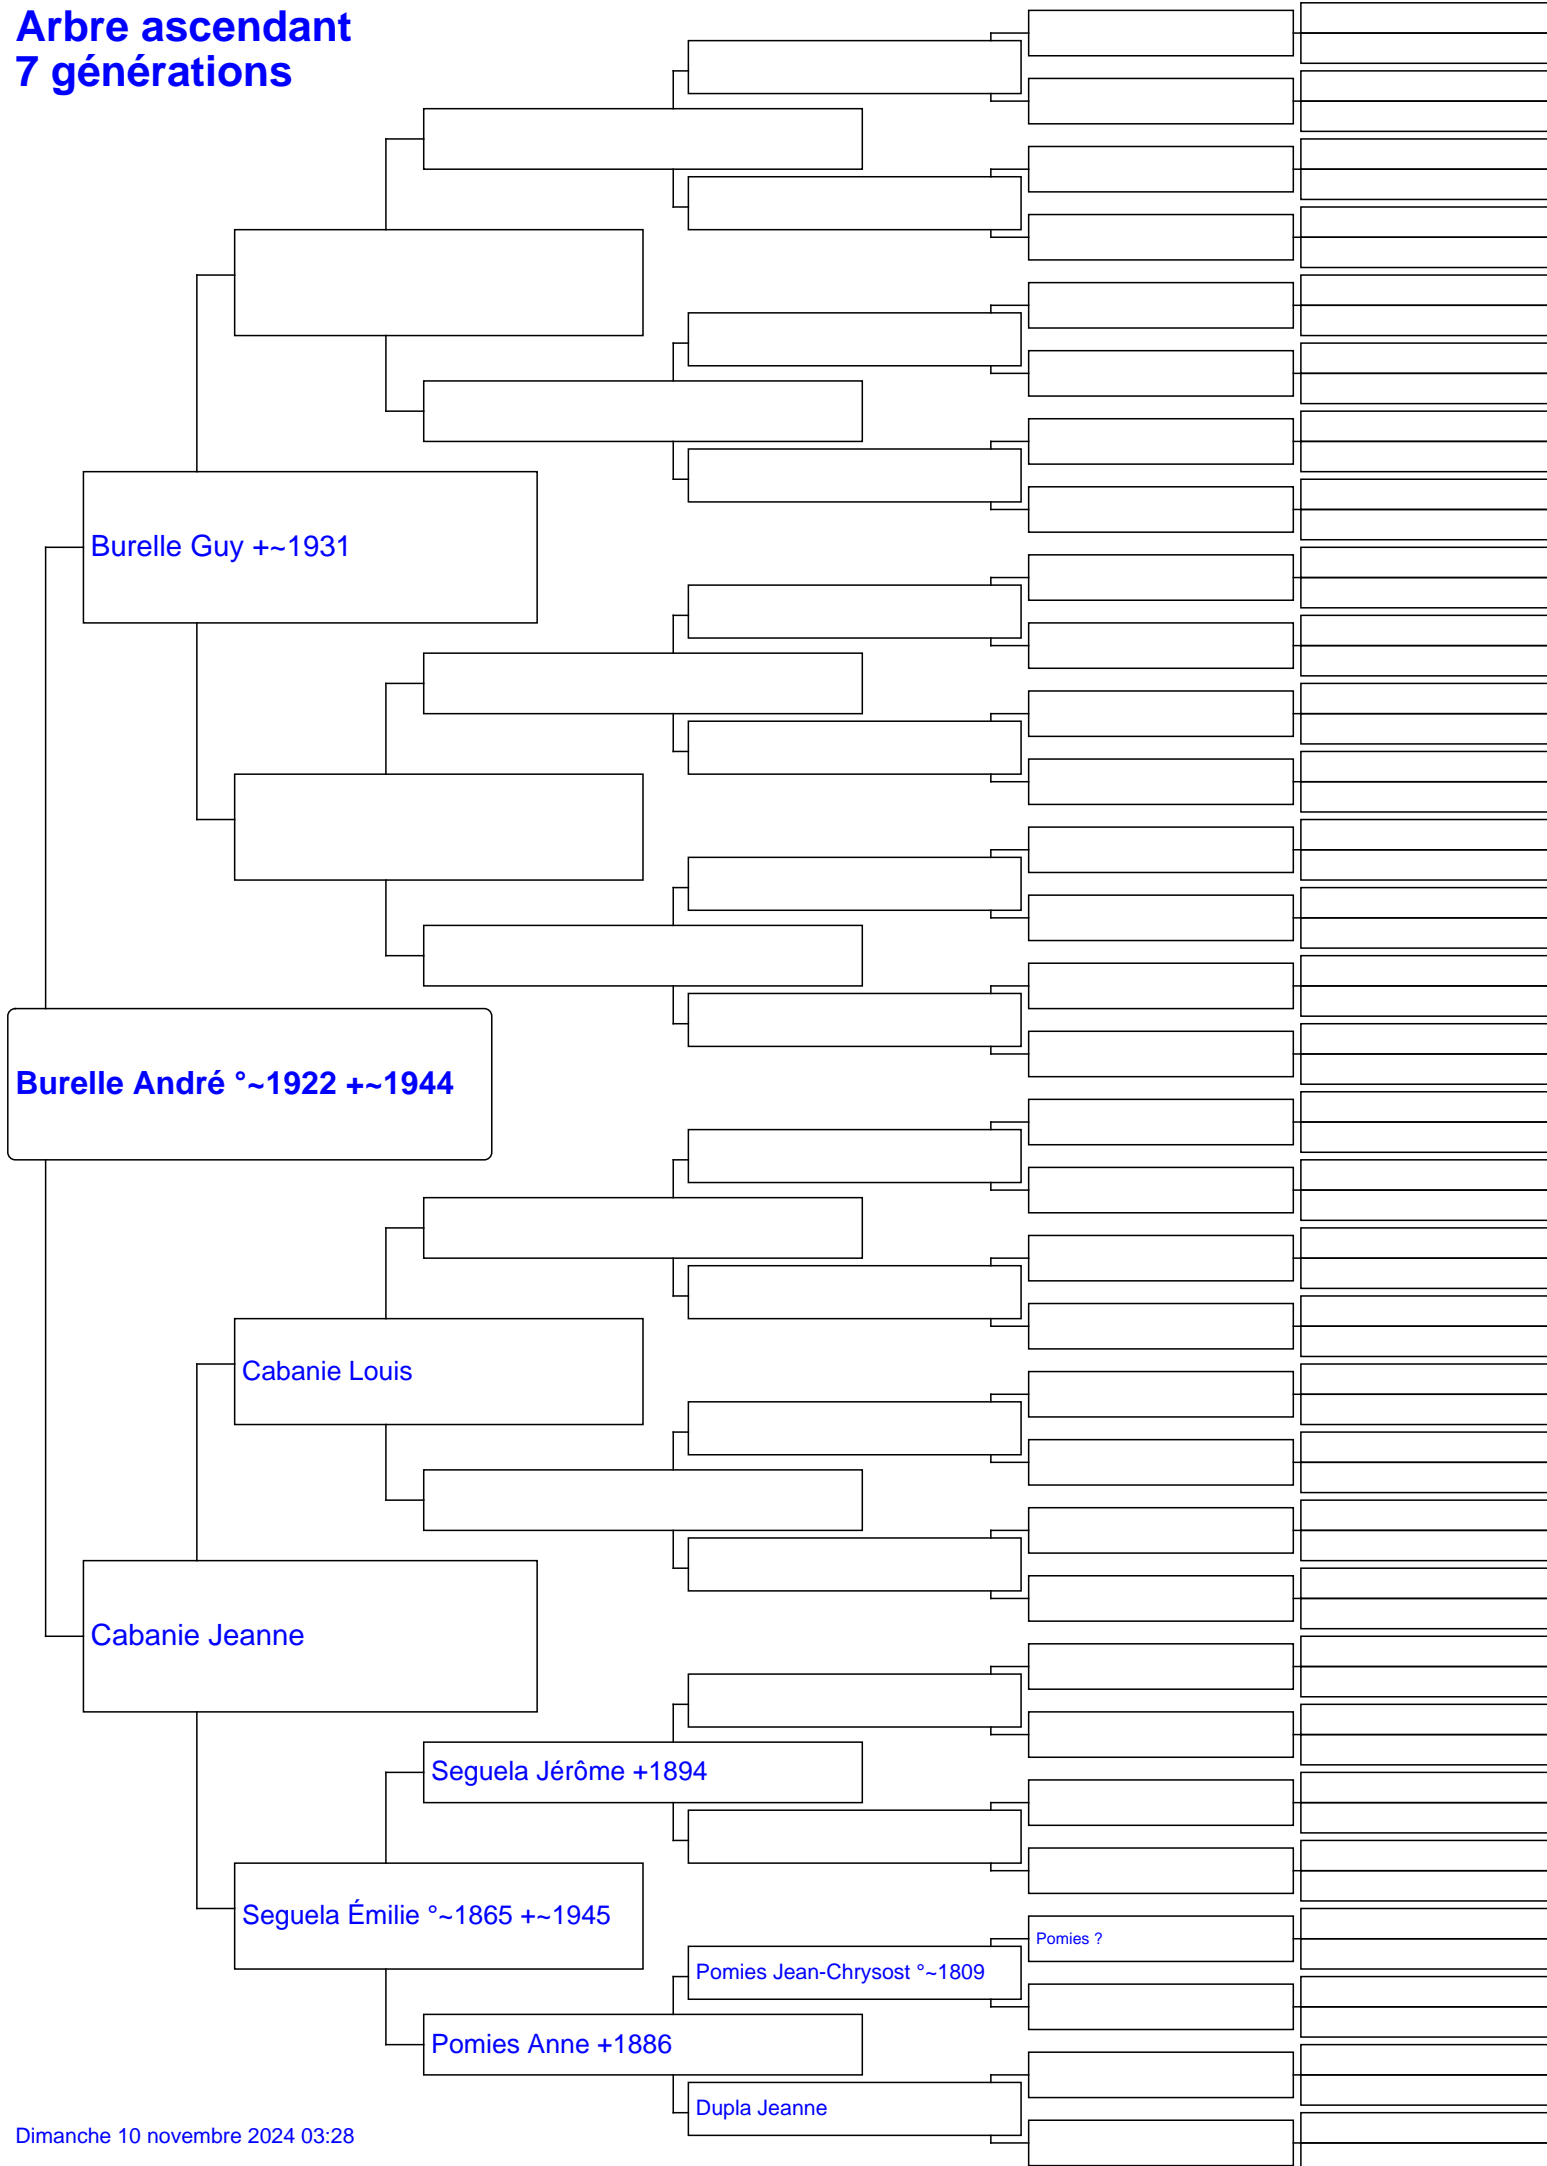 Arbre ascendant
7 générations
Burelle Guy +~1931
Burelle André °~1922 +~1944
Cabanie Louis
Cabanie Jeanne
Seguela Jérôme +1894
Seguela Émilie °~1865 +~1945
Pomies ?
Pomies Jean-Chrysost °~1809
Pomies Anne +1886
Dupla Jeanne
Dimanche 10 novembre 2024 03:28